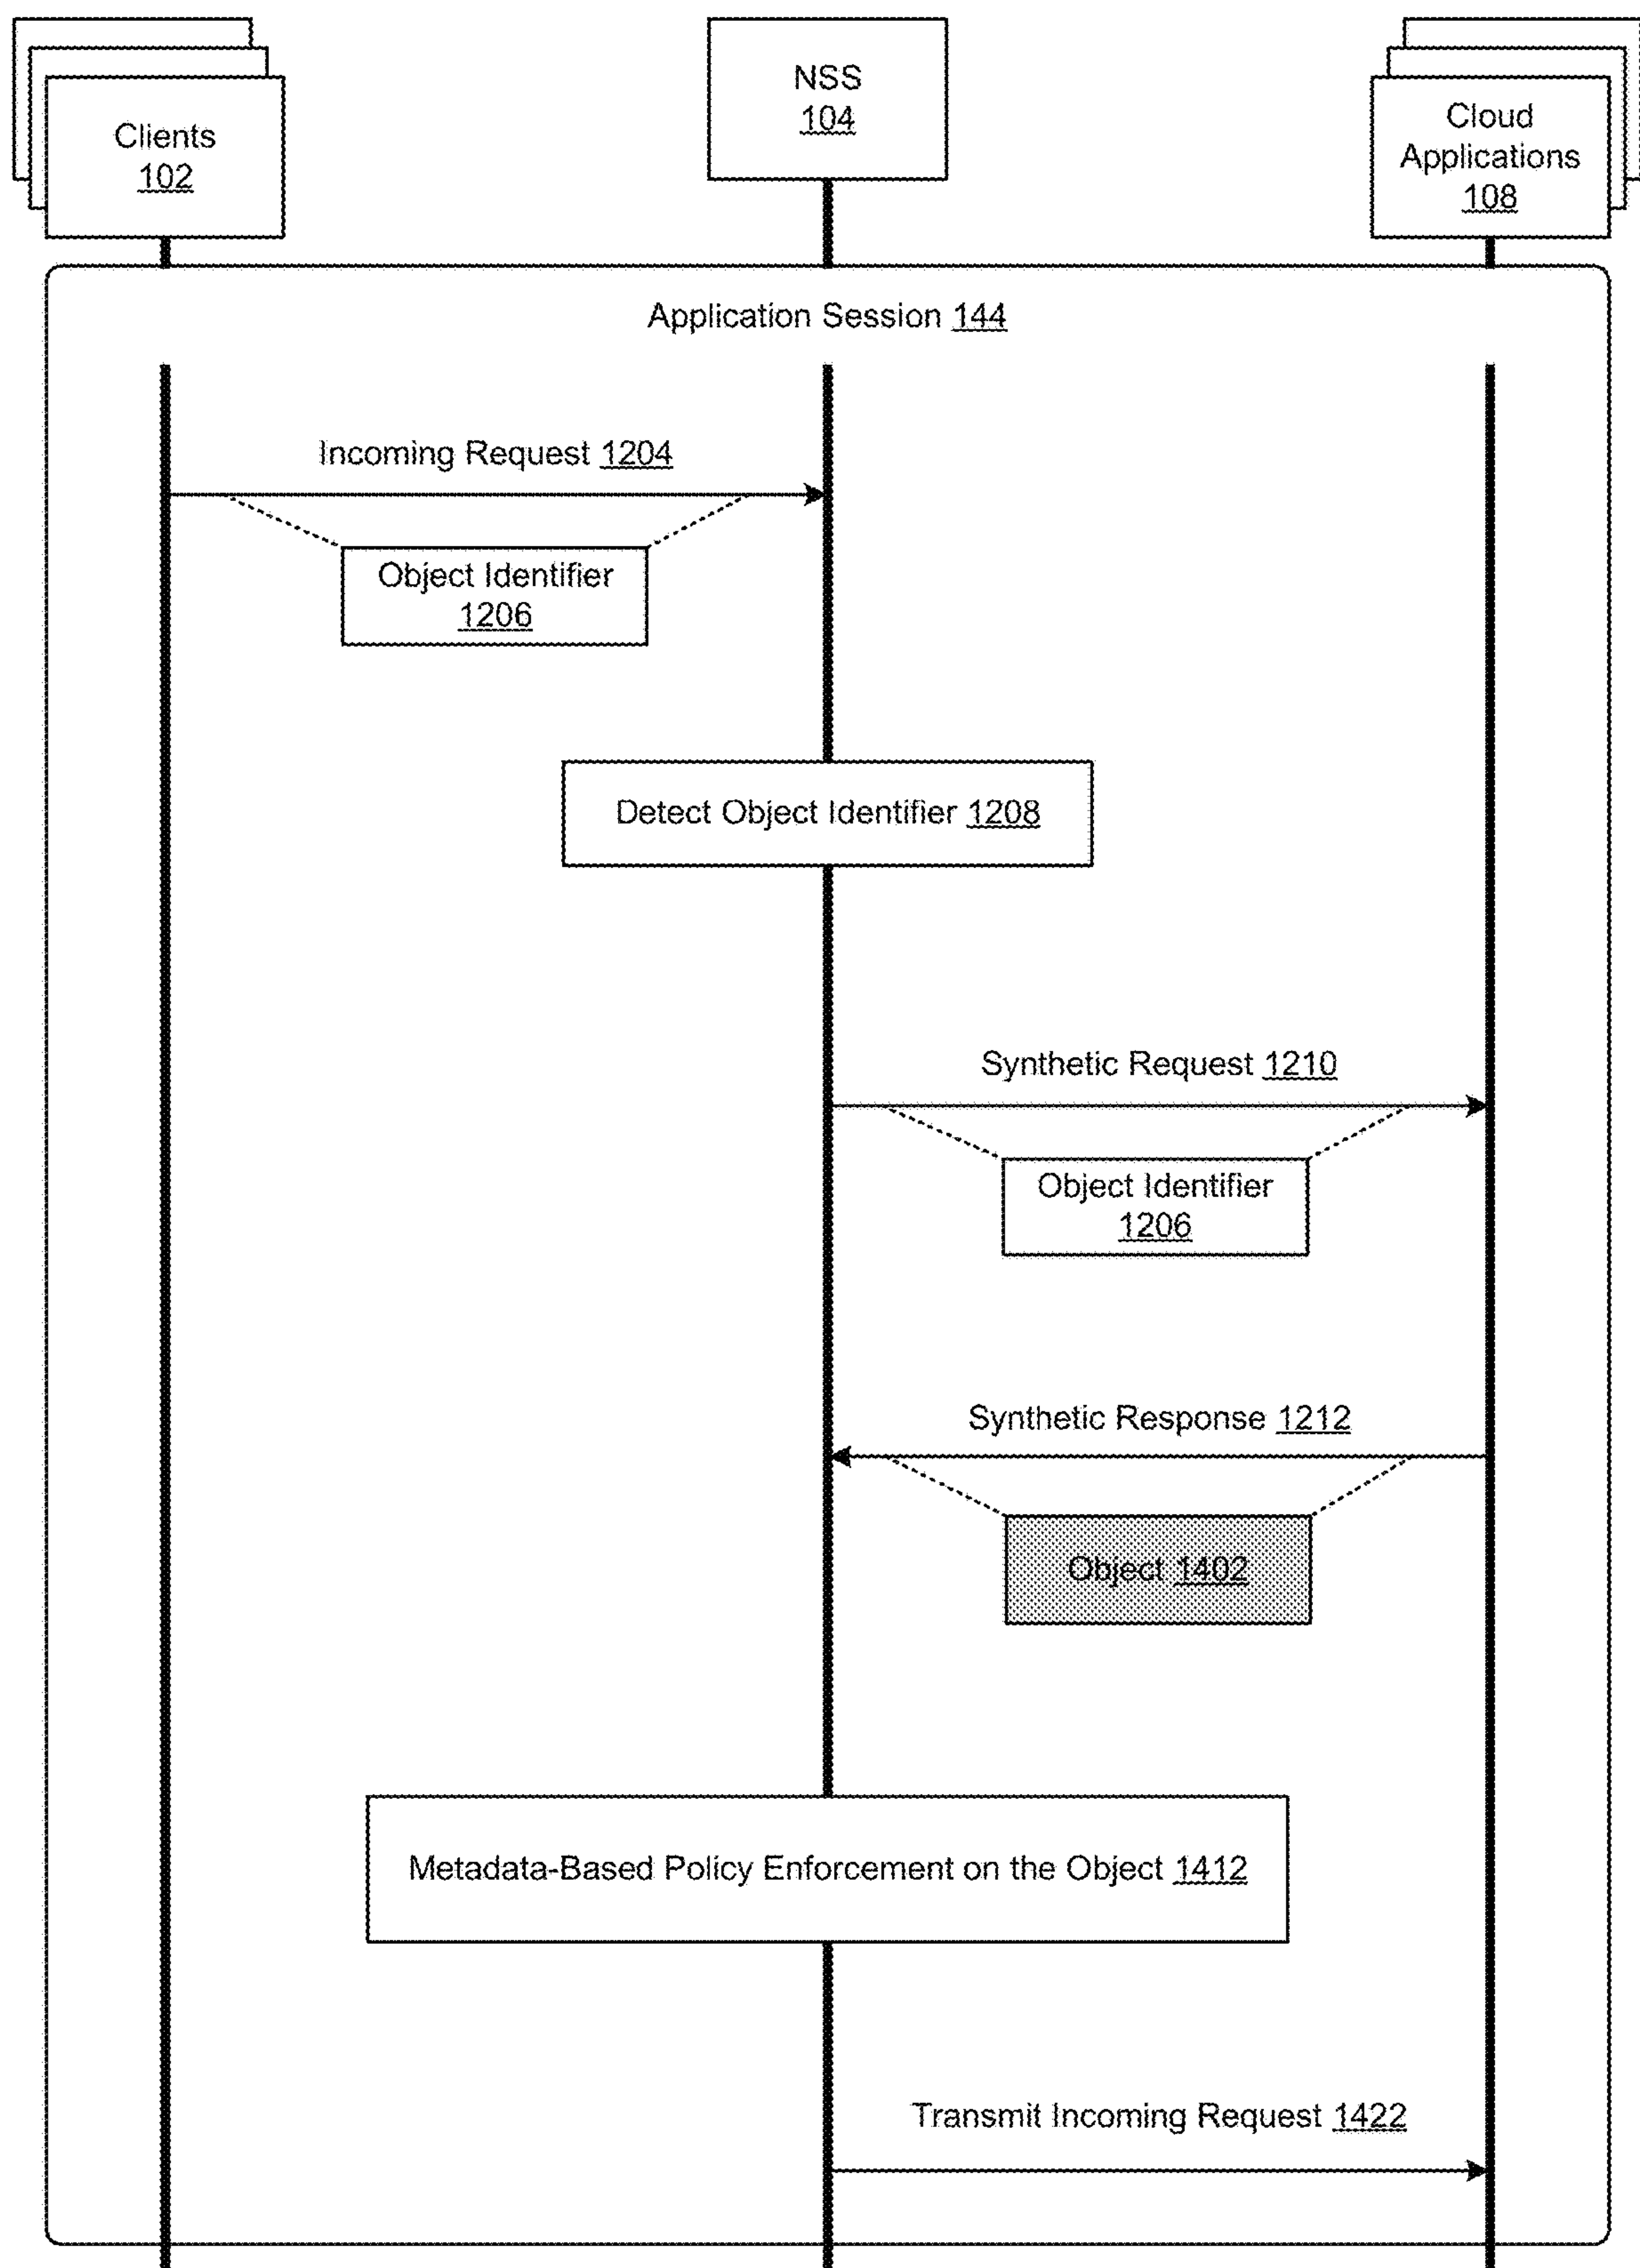 Clients
102
NSS
104
Cloud
Applications
108
Application Session 144
Incoming Request 1204
Object Identifier
1206
Detect Object Identifier 1208
Synthetic Request 1210
Object Identifier
1206
Synthetic Response 1212
Object 1402
Metadata-Based Policy Enforcement on the Object 1412
Transmit Incoming Request 1422